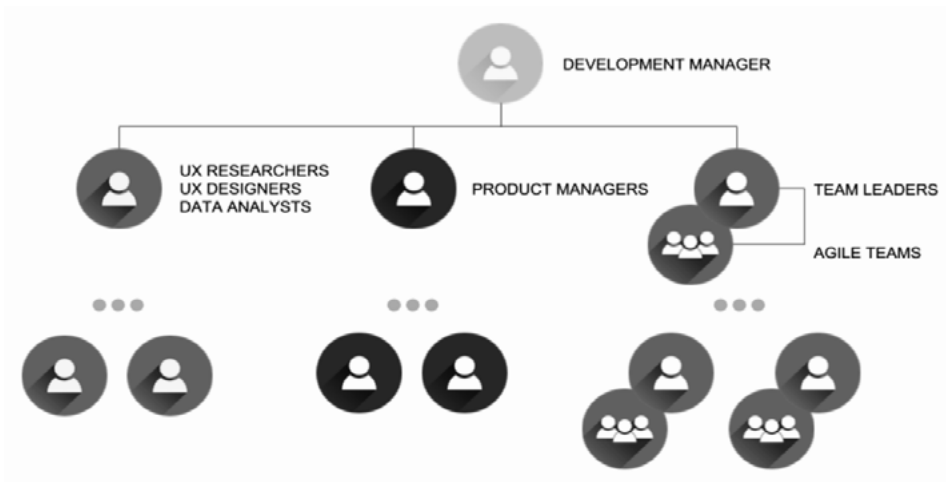 DEVELOPMENT MANAGER
UX RESEARCHERS
UX DESIGNERS
DATA ANALYSTS
PRODUCT MANAGERS
TEAM LEADERS
AGILE TEAMS